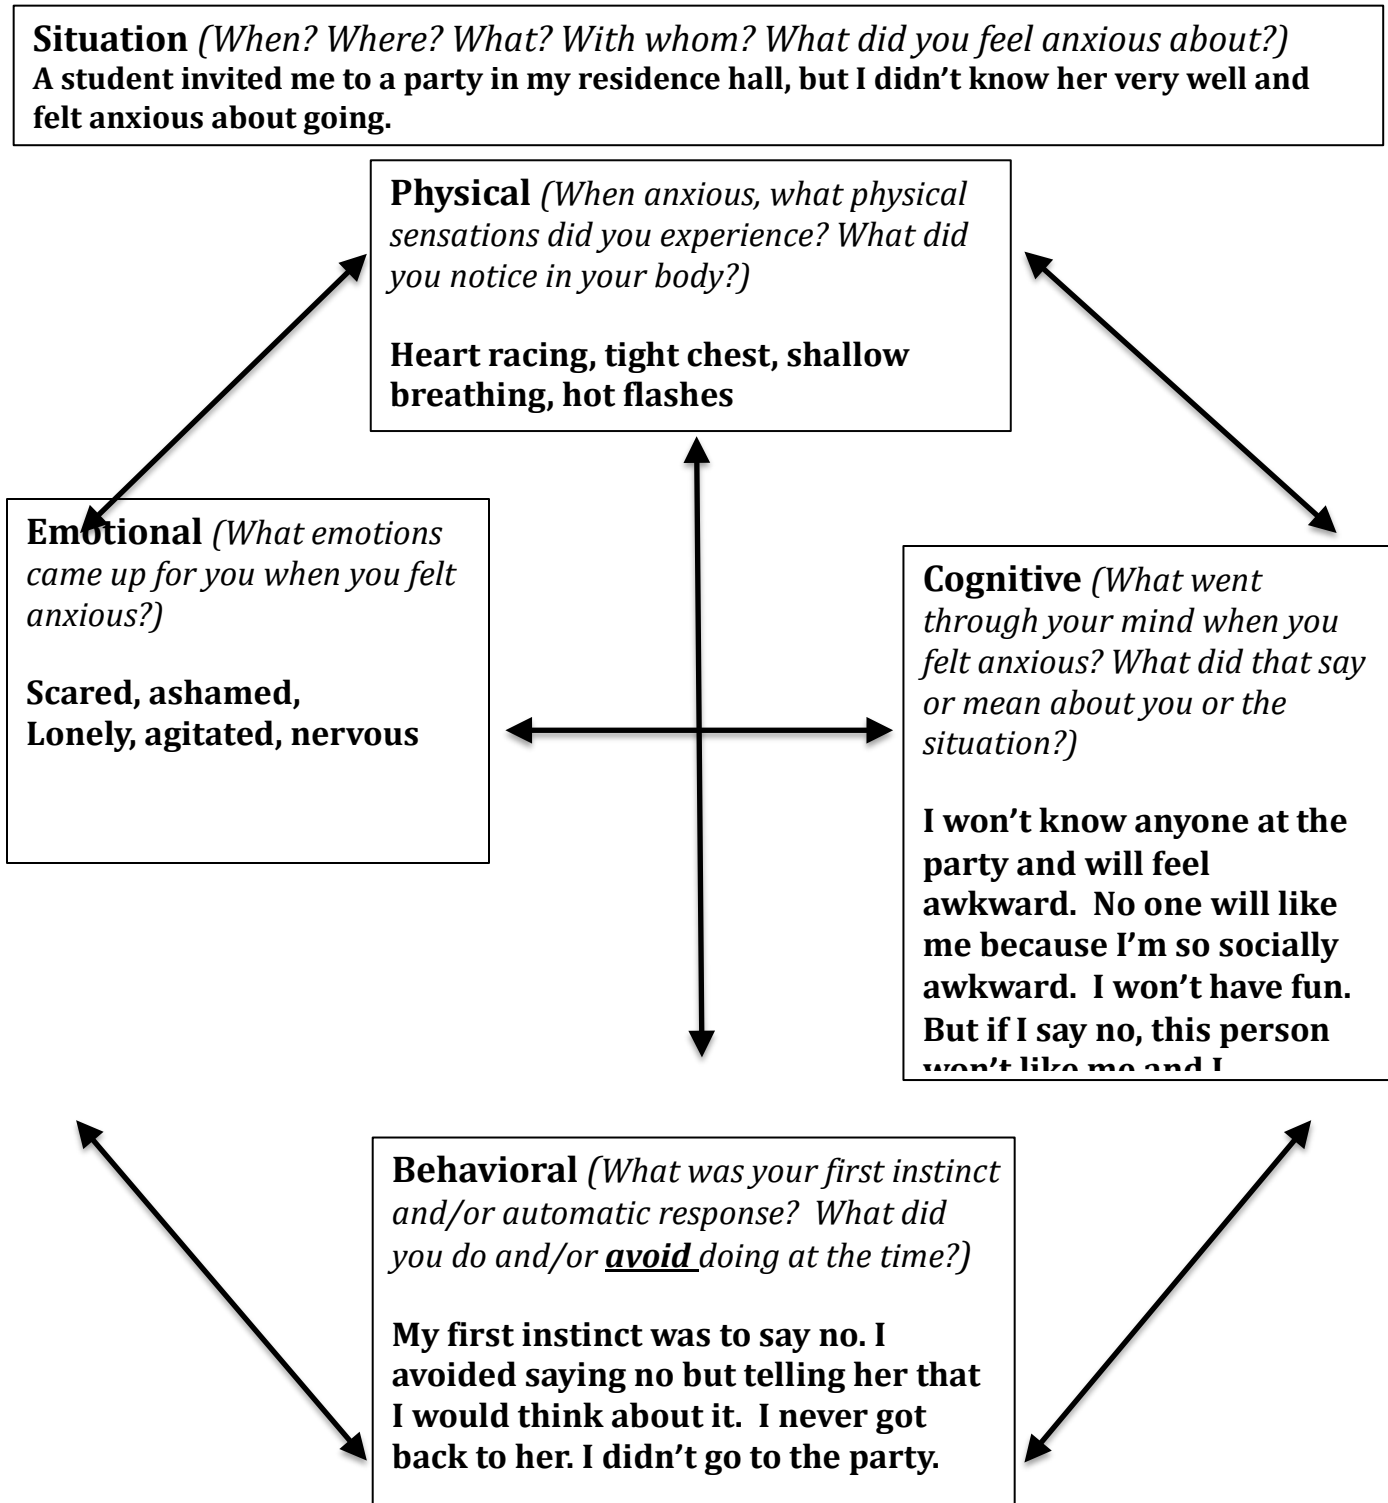 Situation (When? Where? What? With whom? What did you feel anxious about?)
A student invited me to a party in my residence hall, but I didn’t know her very well and
felt anxious about going.
Physical (When anxious, what physical
sensations did you experience? What did
you notice in your body?)
Heart racing, tight chest, shallow
breathing, hot flashes
Emotional (What emotions
came up for you when you felt
anxious?)
Scared, ashamed,
Lonely, agitated, nervous
Cognitive (What went
through your mind when you
felt anxious? What did that say
or mean about you or the
situation?)
I won’t know anyone at the
party and will feel
awkward.  No one will like
me because I’m so socially
awkward.  I won’t have fun.
But if I say no, this person
won’t like me and I
Behavioral (What was your first instinct
and/or automatic response?  What did
you do and/or avoid doing at the time?)
My first instinct was to say no. I
avoided saying no but telling her that
I would think about it.  I never got
back to her. I didn’t go to the party.